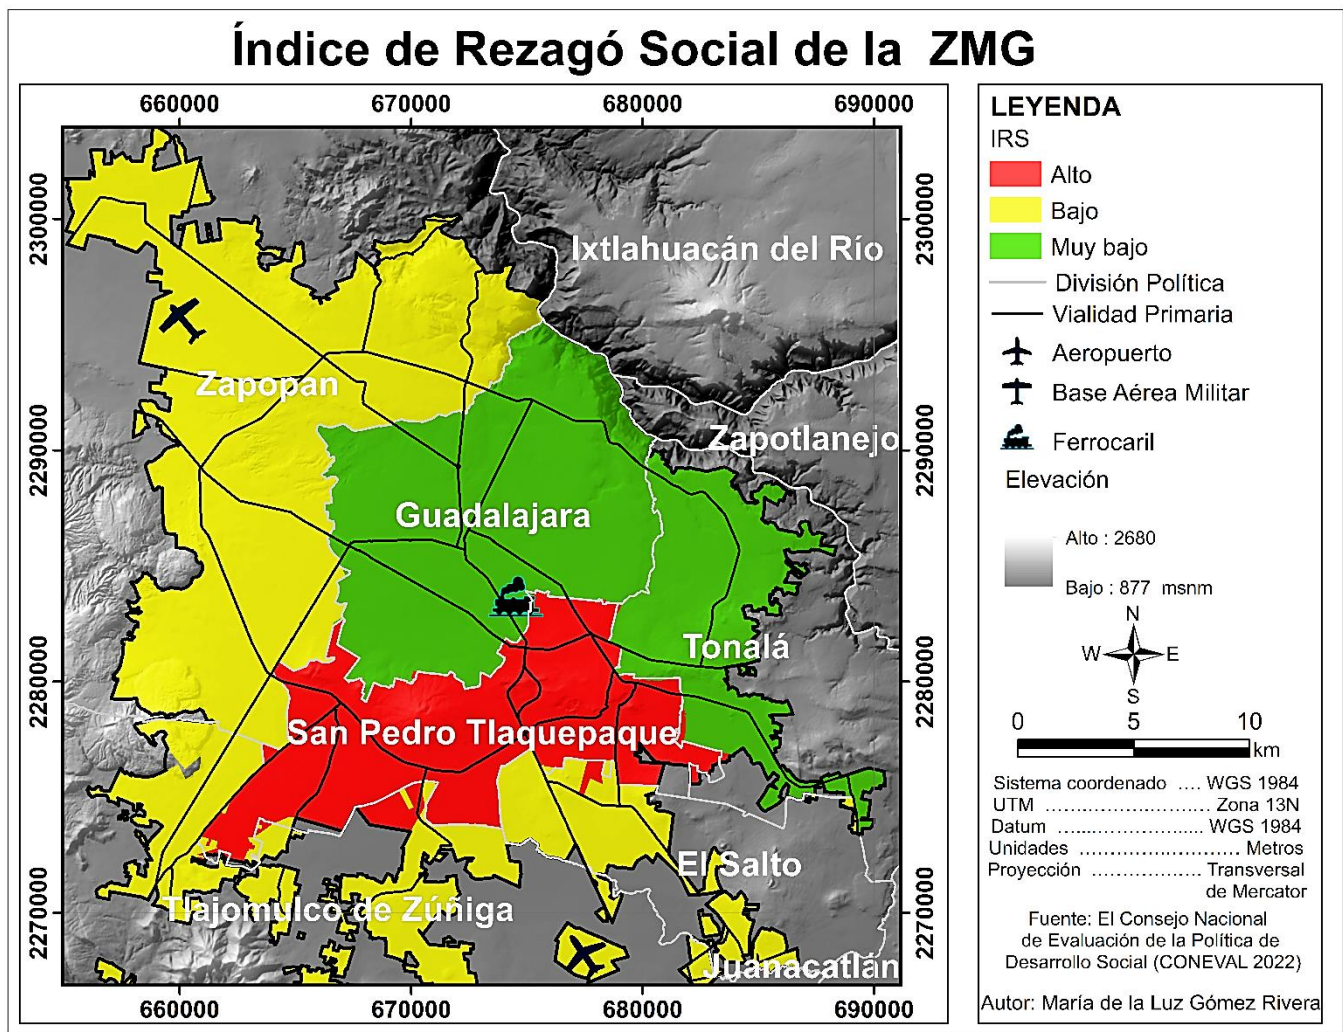 Índice de Rezagó Social de la ZMG
660000 670000 680000 690000
2300000
2290000
2280000
2270000
2300000
2290000
2280000
2270000
Ixtlahuacán del Río
Zapopan
Zapotlanejo
Guadalajara
Tonalá
San Pedro Tlaquepaque
El Salto
Tlajomulco de Zúñiga
Juanacatlán
660000 670000 680000 690000
LEYENDA
IRS
Alto
Bajo
Muy bajo
División Política
Vialidad Primaria
Aeropuerto
Base Aérea Militar
Ferrocaril
Elevación
Alto : 2680
Bajo : 877 msnm
N
W E
S
0 5 10
km
Sistema coordenado .... WGS 1984
UTM ........................ Zona 13N
Datum ........................ WGS 1984
Unidades ........................ Metros
Proyección .................. Transversal
de Mercator
Fuente: El Consejo Nacional
de Evaluación de la Política de
Desarrollo Social (CONEVAL 2022)
Autor: María de la Luz Gómez Rivera